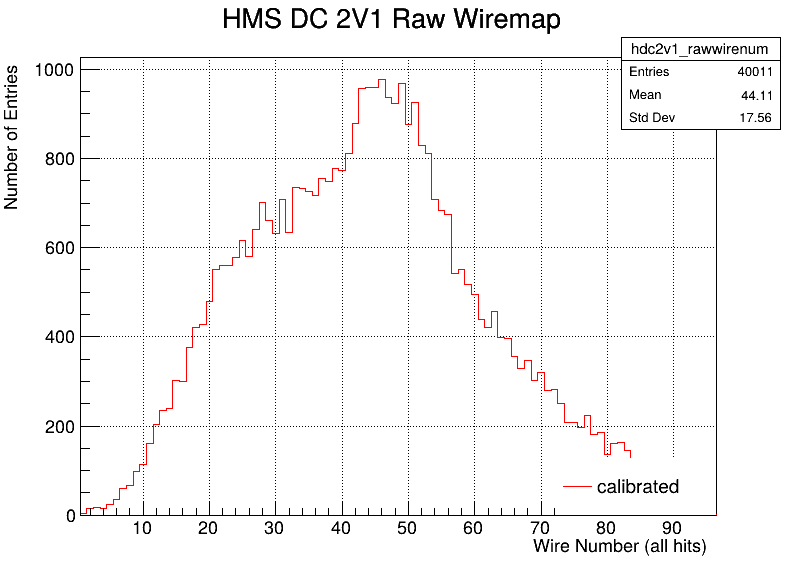 HMS DC 2V1 Raw Wiremap
hdc2v1_rawwirenum
Entries 40011
Mean 44.11
Std Dev 17.56
Number of Entries
1000
800
600
400
200
0
calibrated
10 20 30 40 50 60 70 80 90
Wire Number (all hits)